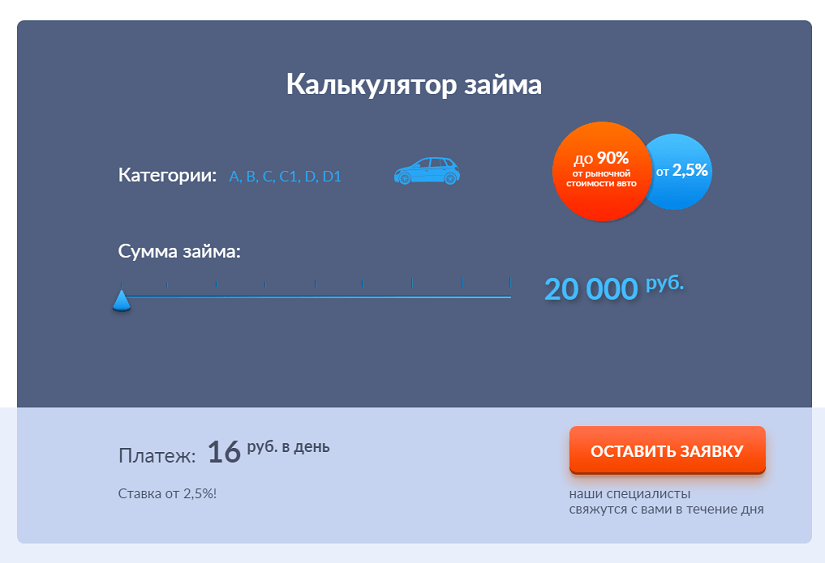 Калькулятор займа
Категории: A, B, C, C1, D, D1
до 90%
от рыночной
стоимости авто
от 2,5%
Сумма займа:
20 000 руб.
Платеж: 16 руб. в день
Ставка от 2,5%!
ОСТАВИТЬ ЗАЯВКУ
наши специалисты
свяжутся с вами в течение дня